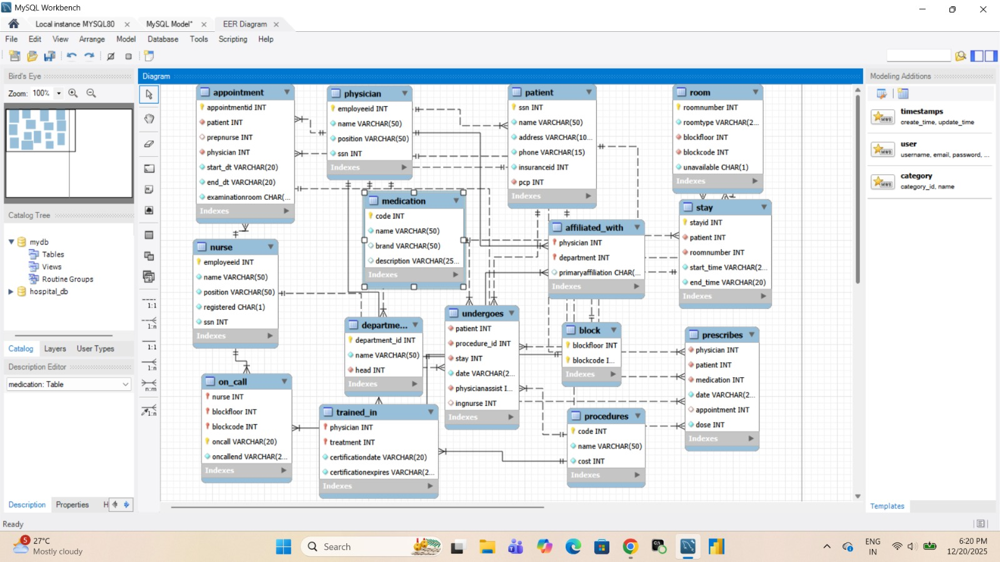 MySQL Workbench
Local instance MYSQL80
MySQL Model*
EER Diagram
File Edit View Arrange Model Database Tools Scripting Help
Bird's Eye
Zoom: 100%
Catalog Tree
mydb
Tables
Views
Routine Groups
hospital_db
Catalog Layers User Types
Description Editor
medication: Table
Description Properties H
Ready
Diagram
1:1
1:n
1:1
1:n
n:m
1:n
appointment
appointmentid INT
patient INT
prepnurse INT
physician INT
start_dt VARCHAR(20)
end_dt VARCHAR(20)
examinationroom CHAR(...
Indexes
physician
employeeid INT
name VARCHAR(50)
position VARCHAR(50)
ssn INT
Indexes
patient
ssn INT
name VARCHAR(50)
address VARCHAR(10...
phone VARCHAR(15)
insuranceid INT
pcp INT
Indexes
room
roomnumber INT
roomtype VARCHAR(2...
blockfloor INT
blockcode INT
unavailable CHAR(1)
Indexes
medication
code INT
name VARCHAR(50)
brand VARCHAR(50)
description VARCHAR(25...
Indexes
affiliated_with
physician INT
department INT
primaryaffiliation CHAR(...
Indexes
stay
stayid INT
patient INT
roomnumber INT
start_time VARCHAR(2...
end_time VARCHAR(20)
Indexes
nurse
employeeid INT
name VARCHAR(50)
position VARCHAR(50)
registered CHAR(1)
ssn INT
Indexes
departme...
department_id INT
name VARCHAR(50)
head INT
Indexes
undergoes
patient INT
procedure_id INT
stay INT
date VARCHAR(2...
physicianassist I...
ingnurse INT
Indexes
block
blockfloor INT
blockcode I...
Indexes
prescribes
physician INT
patient INT
medication INT
date VARCHAR(2...
appointment INT
dose INT
Indexes
on_call
nurse INT
blockfloor INT
blockcode INT
oncall VARCHAR(20)
oncallend VARCHAR(2...
Indexes
trained_in
physician INT
treatment INT
certificationdate VARCHAR(20)
certificationexpires VARCHAR(2...
Indexes
procedures
code INT
name VARCHAR(50)
cost INT
Indexes
Modeling Additions
MWB
timestamps
create_time, update_time
MWB
user
username, email, password, ...
MWB
category
category_id, name
Templates
5
27°C
Mostly cloudy
Search
ENG
IN
6:20 PM
12/20/2025